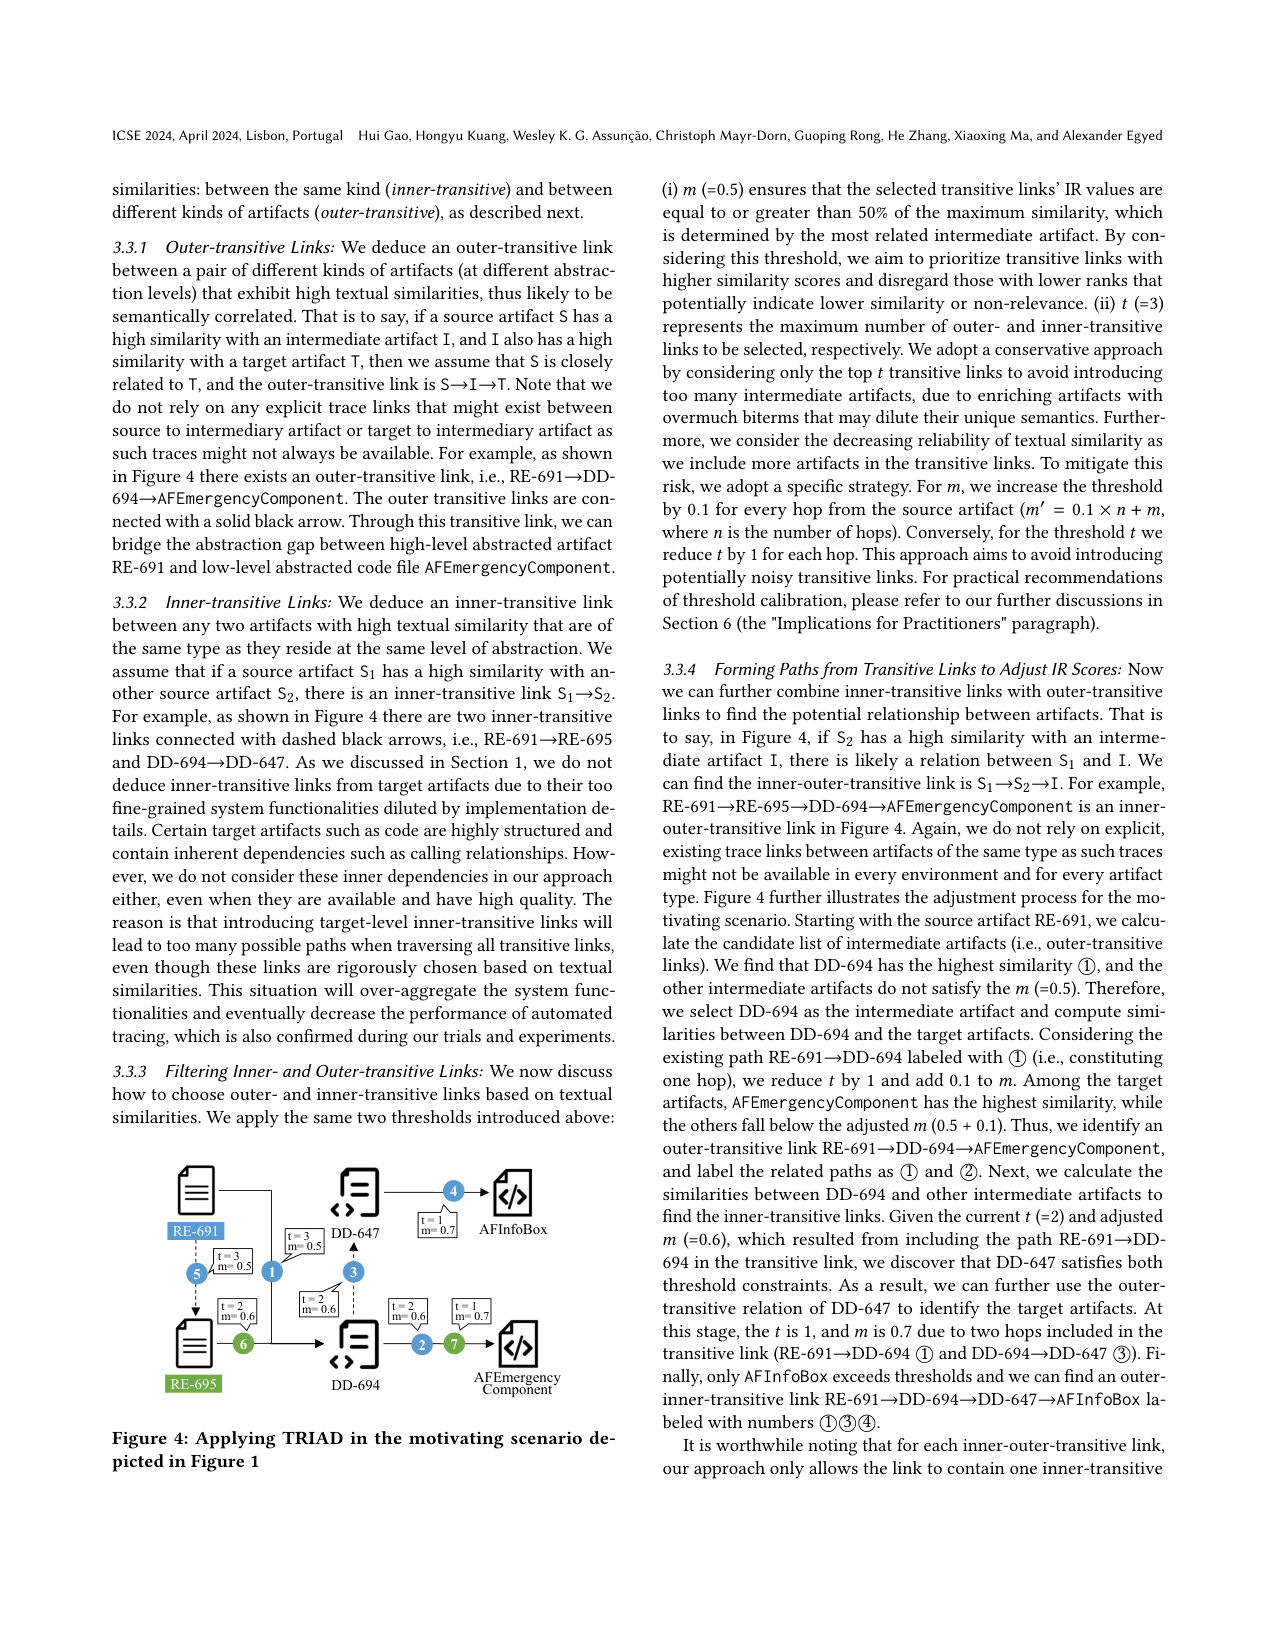 ICSE 2024, April 2024, Lisbon, Portugal Hui Gao, Hongyu Kuang, Wesley K. G. Assunção, Christoph Mayr-Dorn, Guoping Rong, He Zhang, Xiaoxing Ma, and Alexander Egyed
similarities: between the same kind (inner-transitive) and between
different kinds of artifacts (outer-transitive), as described next.
3.3.1 Outer-transitive Links: We deduce an outer-transitive link
between a pair of different kinds of artifacts (at different abstrac-
tion levels) that exhibit high textual similarities, thus likely to be
semantically correlated. That is to say, if a source artifact S has a
high similarity with an intermediate artifact I, and I also has a high
similarity with a target artifact T, then we assume that S is closely
related to T, and the outer-transitive link is S→I→T. Note that we
do not rely on any explicit trace links that might exist between
source to intermediary artifact or target to intermediary artifact as
such traces might not always be available. For example, as shown
in Figure 4 there exists an outer-transitive link, i.e., RE-691→DD-
694→AFEmergencyComponent. The outer transitive links are con-
nected with a solid black arrow. Through this transitive link, we can
bridge the abstraction gap between high-level abstracted artifact
RE-691 and low-level abstracted code file AFEmergencyComponent.
3.3.2 Inner-transitive Links: We deduce an inner-transitive link
between any two artifacts with high textual similarity that are of
the same type as they reside at the same level of abstraction. We
assume that if a source artifact S1 has a high similarity with an-
other source artifact S2, there is an inner-transitive link S1→S2.
For example, as shown in Figure 4 there are two inner-transitive
links connected with dashed black arrows, i.e., RE-691→RE-695
and DD-694→DD-647. As we discussed in Section 1, we do not
deduce inner-transitive links from target artifacts due to their too
fine-grained system functionalities diluted by implementation de-
tails. Certain target artifacts such as code are highly structured and
contain inherent dependencies such as calling relationships. How-
ever, we do not consider these inner dependencies in our approach
either, even when they are available and have high quality. The
reason is that introducing target-level inner-transitive links will
lead to too many possible paths when traversing all transitive links,
even though these links are rigorously chosen based on textual
similarities. This situation will over-aggregate the system func-
tionalities and eventually decrease the performance of automated
tracing, which is also confirmed during our trials and experiments.
3.3.3 Filtering Inner- and Outer-transitive Links: We now discuss
how to choose outer- and inner-transitive links based on textual
similarities. We apply the same two thresholds introduced above:
RE-691
DD-647
AFInfoBox
4
t = 1
m= 0.7
t = 3
m= 0.5
t = 3
m= 0.5
5
1
3
t = 2
m= 0.6
t = 2
m= 0.6
t = 2
m= 0.6
t = 1
m= 0.7
6
2
7
RE-695
DD-694
AFEmergency
Component
Figure 4: Applying TRIAD in the motivating scenario de-
picted in Figure 1
(i) m (=0.5) ensures that the selected transitive links' IR values are
equal to or greater than 50% of the maximum similarity, which
is determined by the most related intermediate artifact. By con-
sidering this threshold, we aim to prioritize transitive links with
higher similarity scores and disregard those with lower ranks that
potentially indicate lower similarity or non-relevance. (ii) t (=3)
represents the maximum number of outer- and inner-transitive
links to be selected, respectively. We adopt a conservative approach
by considering only the top t transitive links to avoid introducing
too many intermediate artifacts, due to enriching artifacts with
overmuch biterms that may dilute their unique semantics. Further-
more, we consider the decreasing reliability of textual similarity as
we include more artifacts in the transitive links. To mitigate this
risk, we adopt a specific strategy. For m, we increase the threshold
by 0.1 for every hop from the source artifact (m′ = 0.1 × n + m,
where n is the number of hops). Conversely, for the threshold t we
reduce t by 1 for each hop. This approach aims to avoid introducing
potentially noisy transitive links. For practical recommendations
of threshold calibration, please refer to our further discussions in
Section 6 (the "Implications for Practitioners" paragraph).
3.3.4 Forming Paths from Transitive Links to Adjust IR Scores: Now
we can further combine inner-transitive links with outer-transitive
links to find the potential relationship between artifacts. That is
to say, in Figure 4, if S2 has a high similarity with an interme-
diate artifact I, there is likely a relation between S1 and I. We
can find the inner-outer-transitive link is S1→S2→I. For example,
RE-691→RE-695→DD-694→AFEmergencyComponent is an inner-
outer-transitive link in Figure 4. Again, we do not rely on explicit,
existing trace links between artifacts of the same type as such traces
might not be available in every environment and for every artifact
type. Figure 4 further illustrates the adjustment process for the mo-
tivating scenario. Starting with the source artifact RE-691, we calcu-
late the candidate list of intermediate artifacts (i.e., outer-transitive
links). We find that DD-694 has the highest similarity ①, and the
other intermediate artifacts do not satisfy the m (=0.5). Therefore,
we select DD-694 as the intermediate artifact and compute simi-
larities between DD-694 and the target artifacts. Considering the
existing path RE-691→DD-694 labeled with ① (i.e., constituting
one hop), we reduce t by 1 and add 0.1 to m. Among the target
artifacts, AFEmergencyComponent has the highest similarity, while
the others fall below the adjusted m (0.5 + 0.1). Thus, we identify an
outer-transitive link RE-691→DD-694→AFEmergencyComponent,
and label the related paths as ① and ②. Next, we calculate the
similarities between DD-694 and other intermediate artifacts to
find the inner-transitive links. Given the current t (=2) and adjusted
m (=0.6), which resulted from including the path RE-691→DD-
694 in the transitive link, we discover that DD-647 satisfies both
threshold constraints. As a result, we can further use the outer-
transitive relation of DD-647 to identify the target artifacts. At
this stage, the t is 1, and m is 0.7 due to two hops included in the
transitive link (RE-691→DD-694 ① and DD-694→DD-647 ③). Fi-
nally, only AFInfoBox exceeds thresholds and we can find an outer-
inner-transitive link RE-691→DD-694→DD-647→AFInfoBox la-
beled with numbers ①③④.
It is worthwhile noting that for each inner-outer-transitive link,
our approach only allows the link to contain one inner-transitive